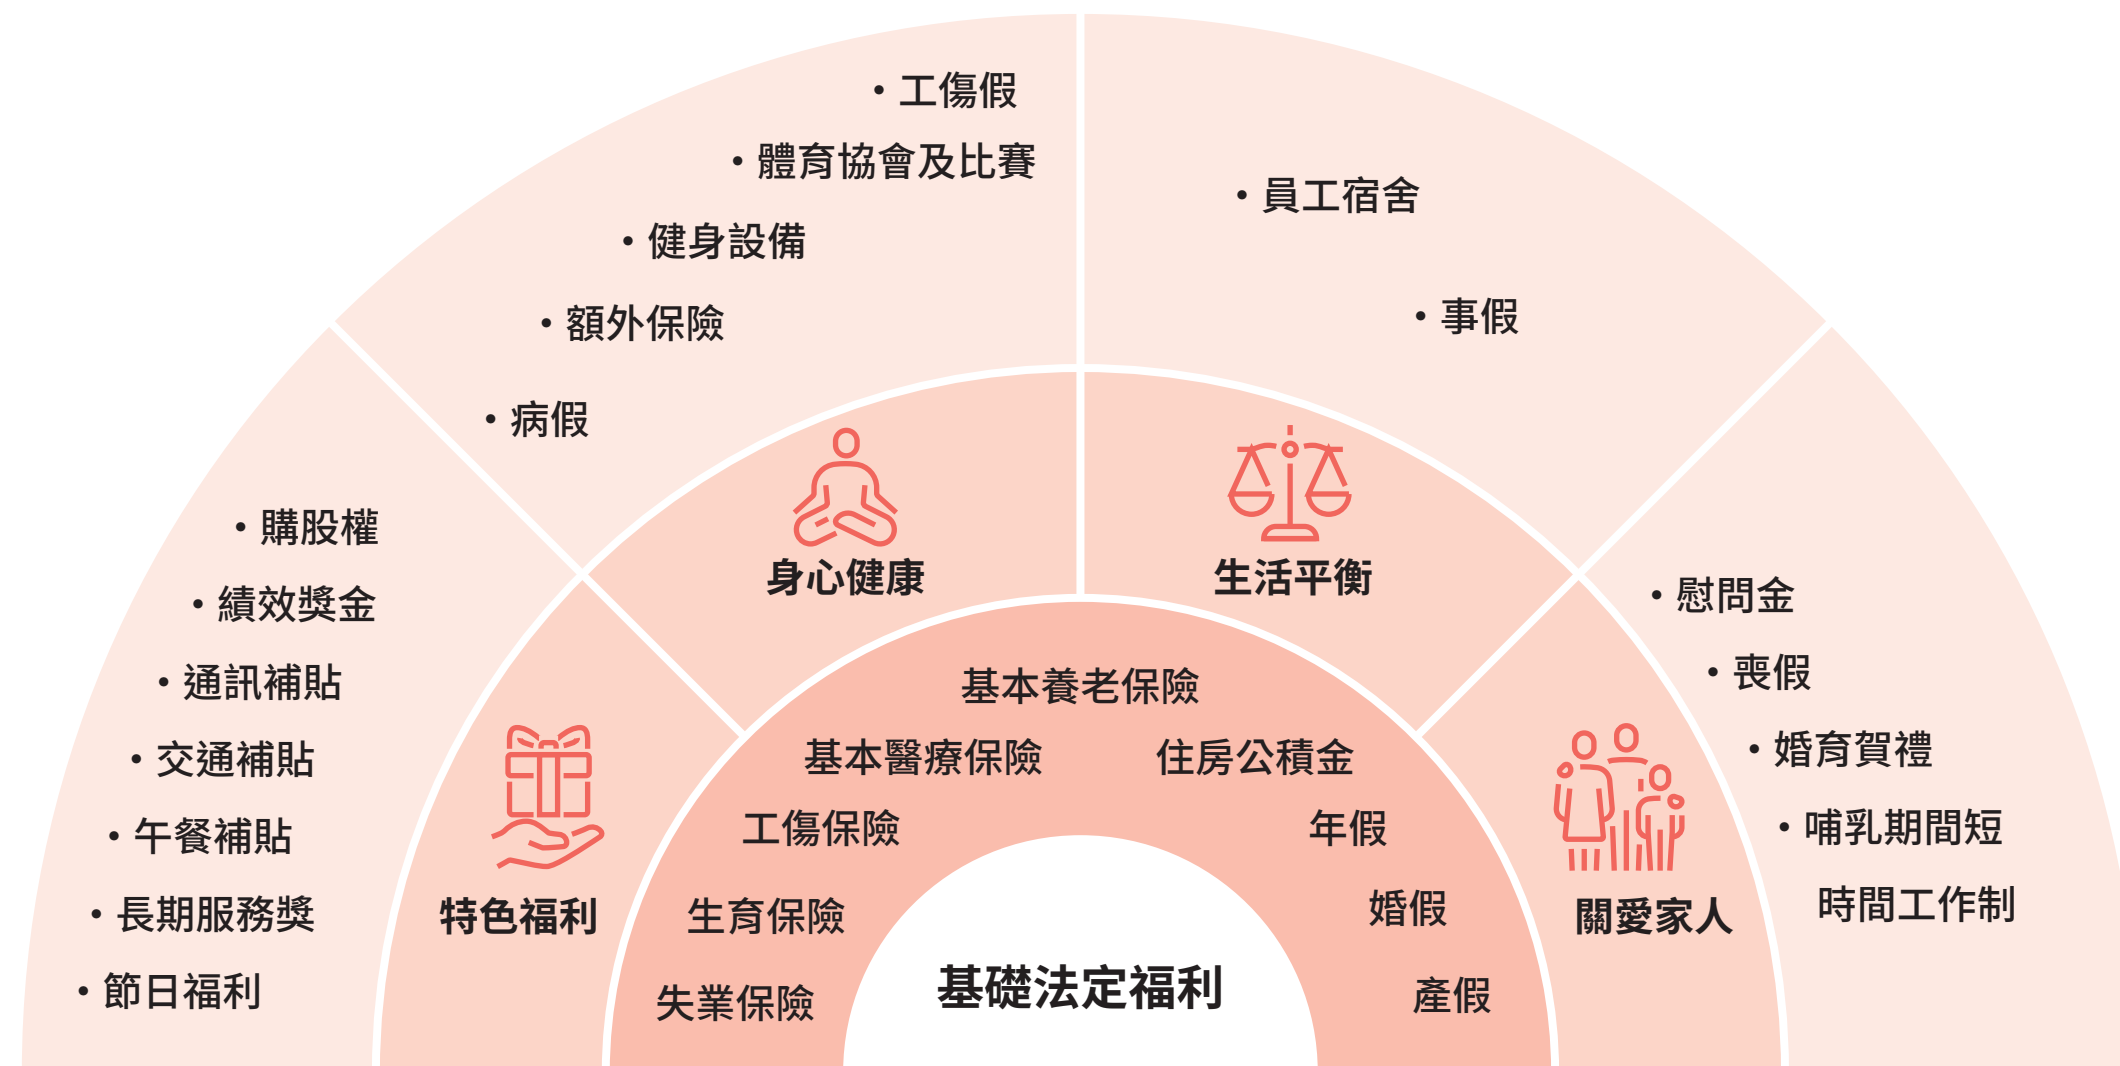 ・工傷假
・體育協會及比賽
・健身設備
・額外保險
・病假
身心健康
・員工宿舍
・事假
生活平衡
・購股權
・績效獎金
・通訊補貼
・交通補貼
・午餐補貼
・長期服務獎
・節日福利
特色福利
・慰問金
・喪假
・婚育賀禮
・哺乳期間短
時間工作制
關愛家人
基本養老保險
基本醫療保險
住房公積金
工傷保險
年假
生育保險
婚假
失業保險
產假
基礎法定福利